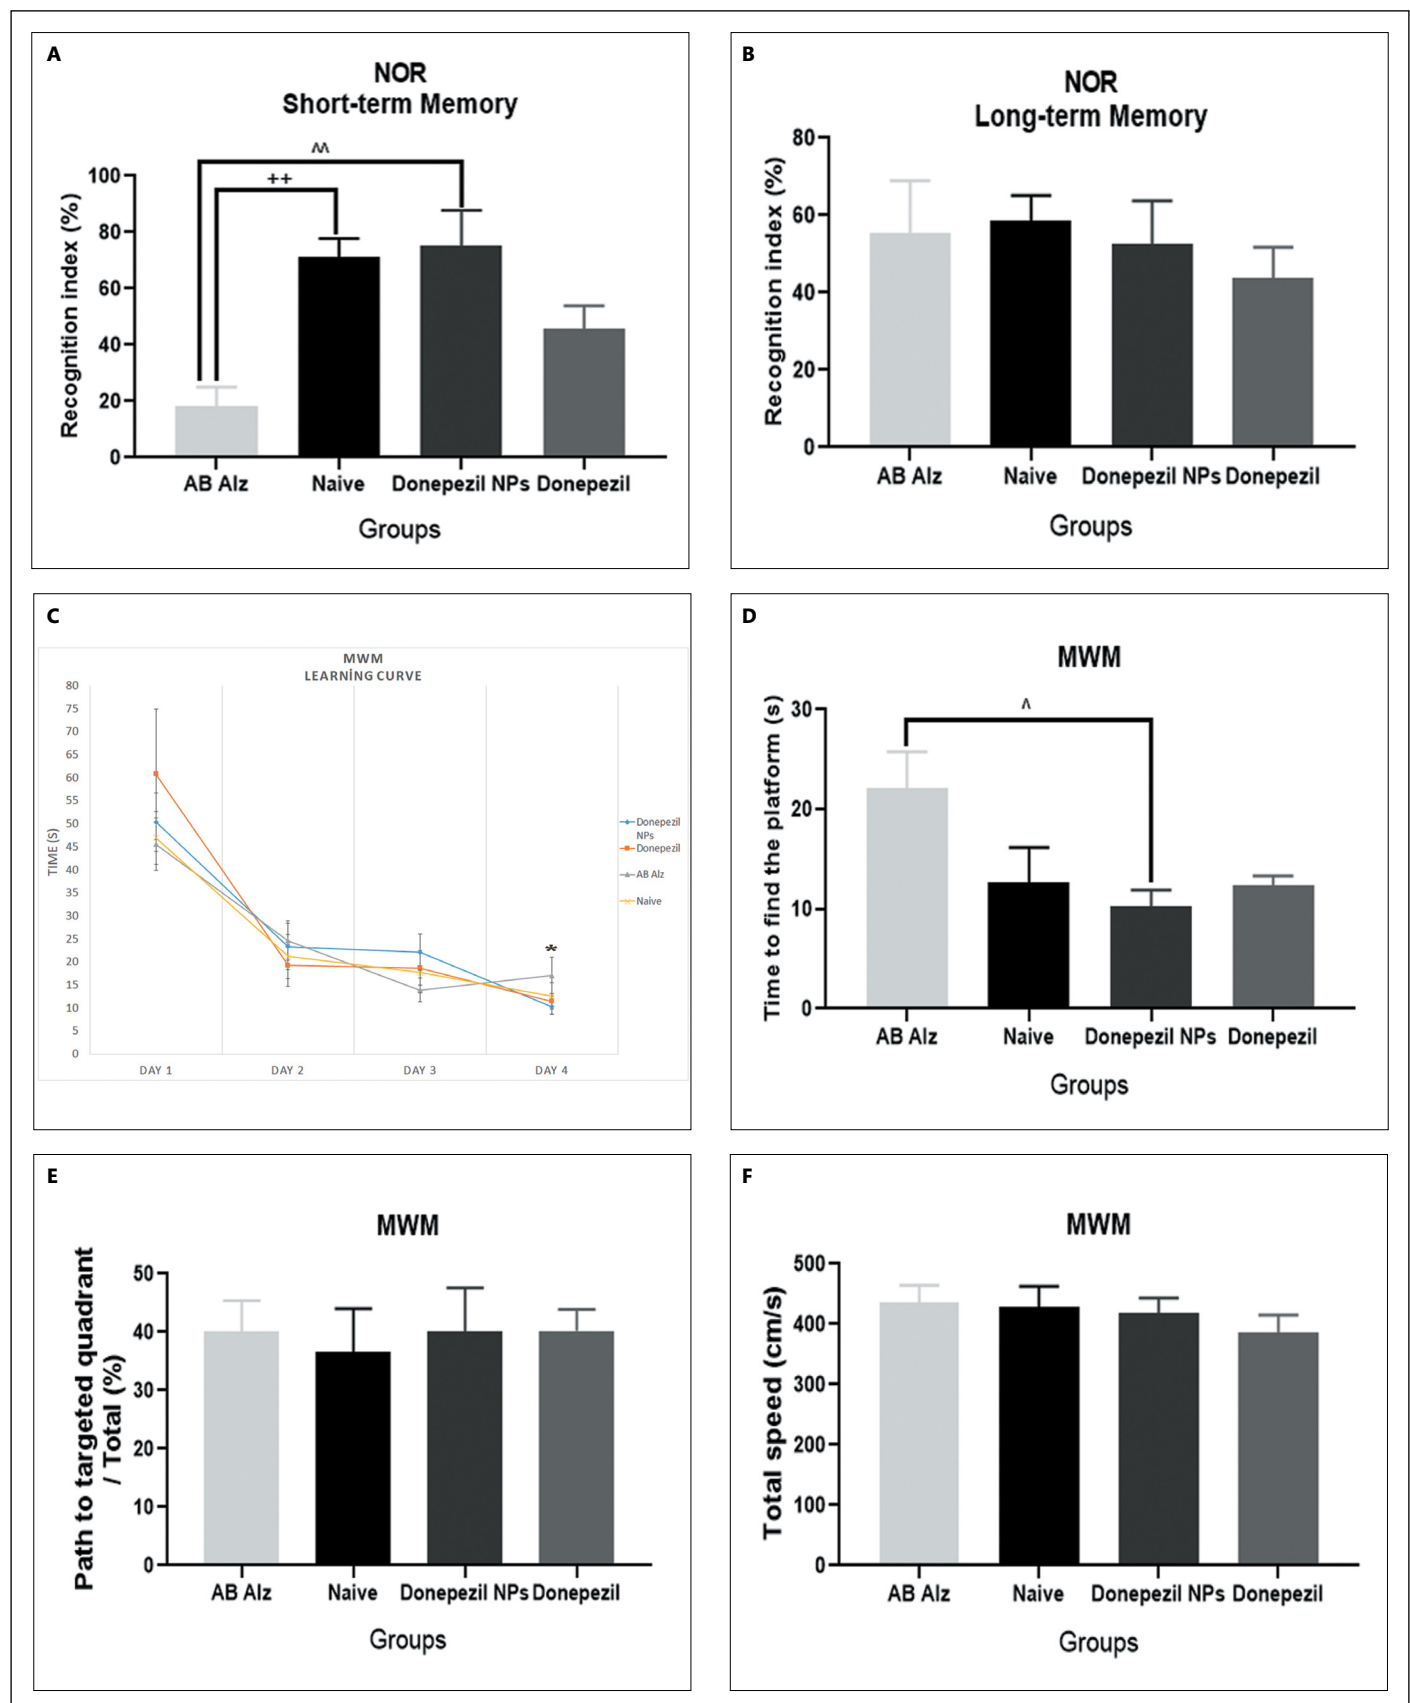 A
NOR
Short-term Memory
^^
++
Recognition index (%)
100
80
60
40
20
0
AB Alz Naive Donepezil NPs Donepezil
Groups
B
NOR
Long-term Memory
Recognition index (%)
80
60
40
20
0
AB Alz Naive Donepezil NPs Donepezil
Groups
C
MWM
LEARNİNG CURVE
TIME (S)
80
75
70
65
60
55
50
45
40
35
30
25
20
15
10
5
0
*
DAY 1 DAY 2 DAY 3 DAY 4
Donepezil
NPs
Donepezil
AB Alz
Naive
D
MWM
^
Time to find the platform (s)
30
20
10
0
AB Alz Naive Donepezil NPs Donepezil
Groups
E
MWM
Path to targeted quadrant
/ Total (%)
50
40
30
20
10
0
AB Alz Naive Donepezil NPs Donepezil
Groups
F
MWM
Total speed (cm/s)
500
400
300
200
100
0
AB Alz Naive Donepezil NPs Donepezil
Groups